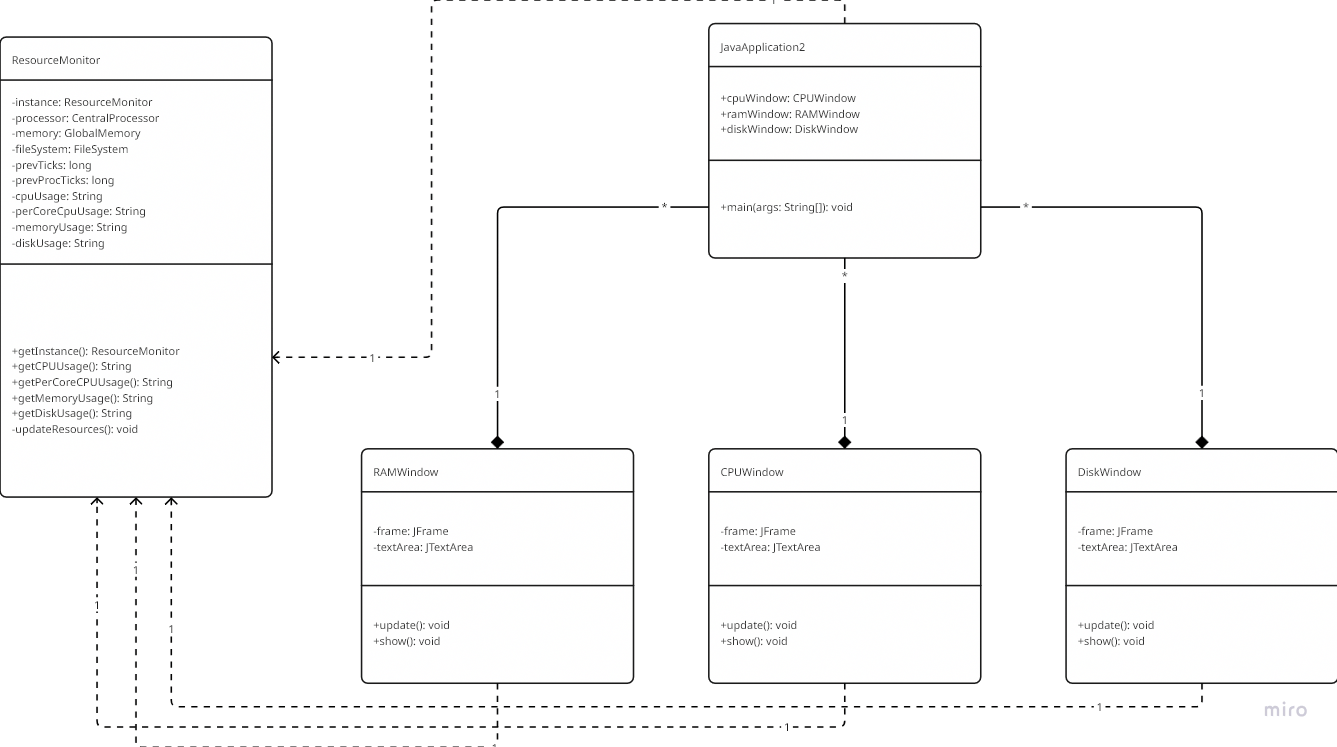 1
JavaApplication2
+cpuWindow: CPUWindow
+ramWindow: RAMWindow
+diskWindow: DiskWindow
+main(args: String[]): void
ResourceMonitor
-instance: ResourceMonitor
-processor: CentralProcessor
-memory: GlobalMemory
-fileSystem: FileSystem
-prevTicks: long
-prevProcTicks: long
-cpuUsage: String
-perCoreCpuUsage: String
-memoryUsage: String
-diskUsage: String
+getInstance(): ResourceMonitor
+getCPUUsage(): String
+getPerCoreCPUUsage(): String
+getMemoryUsage(): String
+getDiskUsage(): String
-updateResources(): void
*
*
*
1
1
1
1
RAMWindow
-frame: JFrame
-textArea: JTextArea
+update(): void
+show(): void
CPUWindow
-frame: JFrame
-textArea: JTextArea
+update(): void
+show(): void
DiskWindow
-frame: JFrame
-textArea: JTextArea
+update(): void
+show(): void
1
1
1
1
1
miro